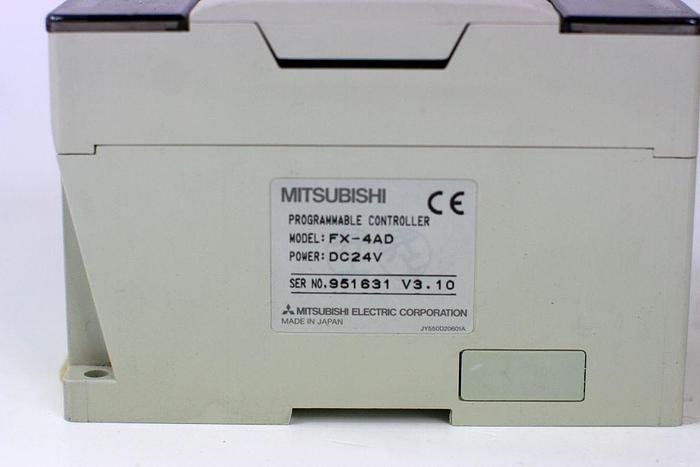 MITSUBISHI CE
PROGRAMMABLE CONTROLLER
MODEL: FX-4AD
POWER: DC24V
SER NO. 951631 V3.10
MITSUBISHI ELECTRIC CORPORATION
MADE IN JAPAN JY550D20601A